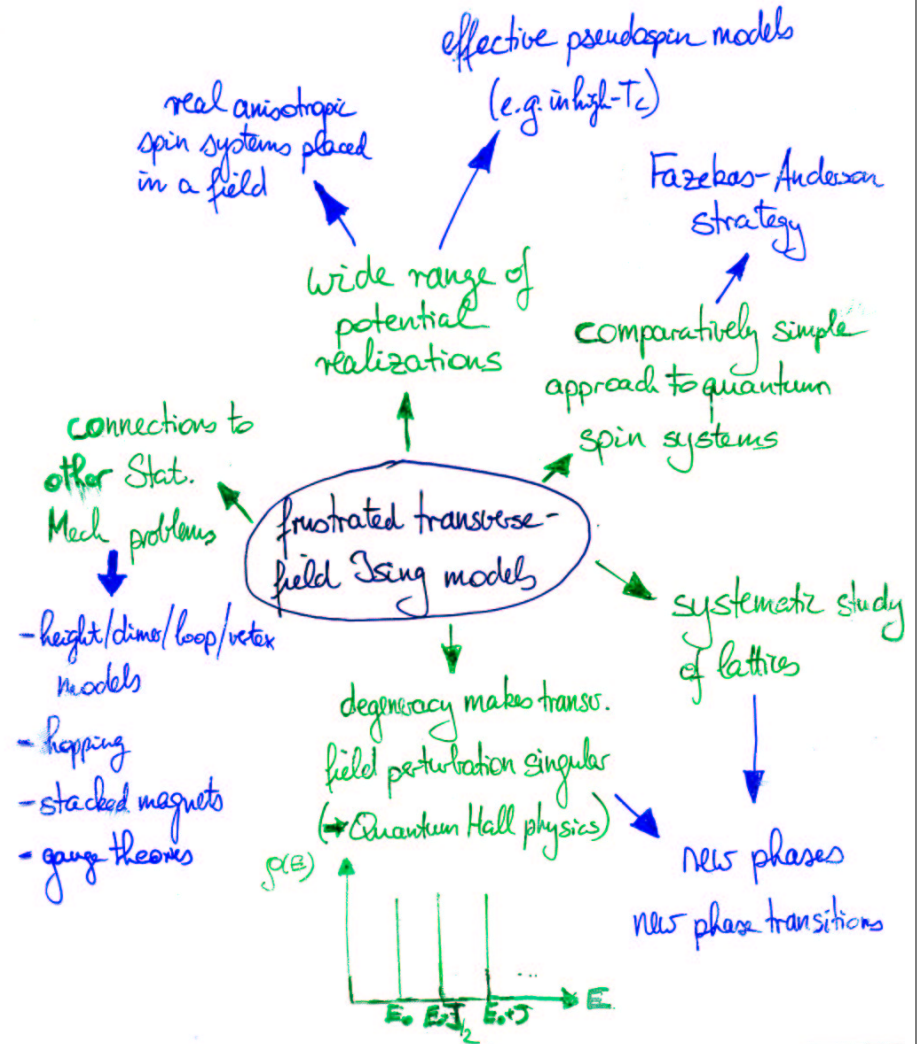 effective pseudospin models
(e.g. in high-Tc)
real anisotropic
spin systems placed
in a field
Fazekas-Anderson
strategy
wide range of
potential
realizations
comparatively simple
approach to quantum
spin systems
connections to
other Stat.
Mech problems
frustrated transverse-
field Ising models
- height/dimer/loop/vertex
models
- hopping
- stacked magnets
- gauge theories
systematic study
of lattices
degeneracy makes transv.
field perturbation singular
(→ Quantum Hall physics)
new phases
new phase transitions
ρ(E)
...
E
E₀ E₀+J/2 E₀+J